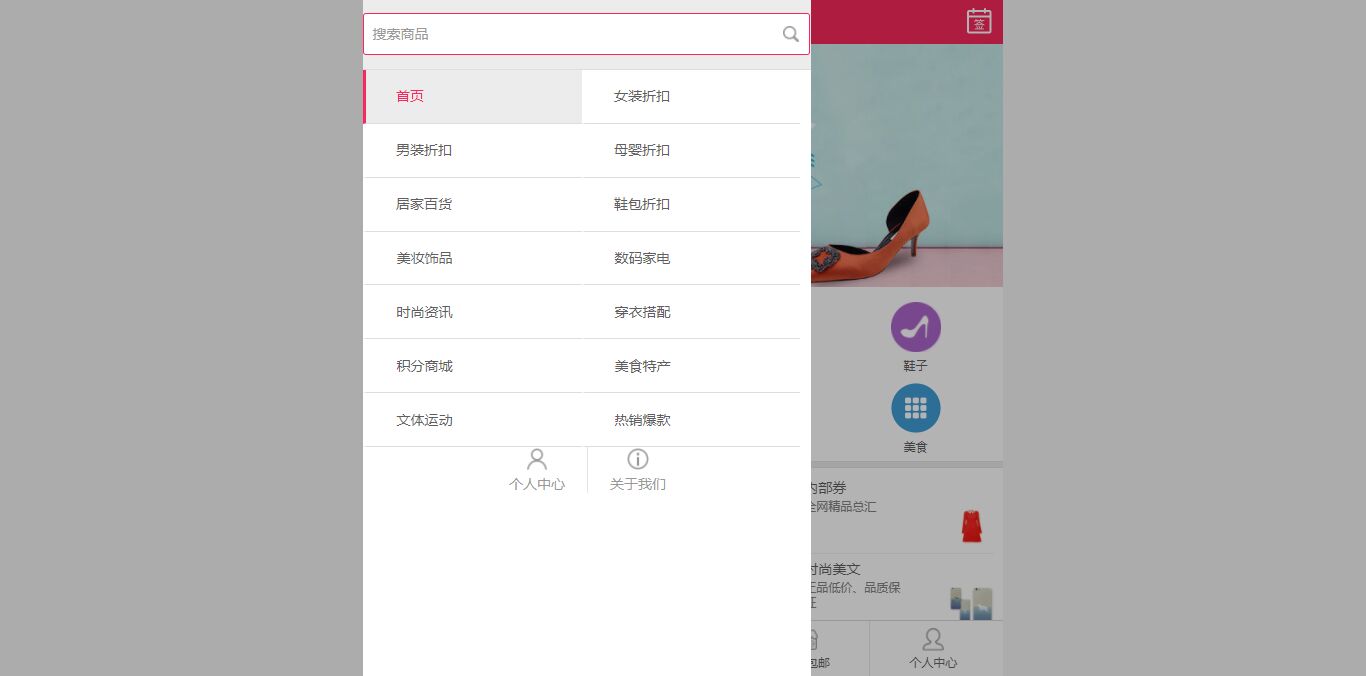 搜索商品
签
首页
女装折扣
男装折扣
母婴折扣
居家百货
鞋包折扣
美妆饰品
数码家电
时尚资讯
穿衣搭配
积分商城
美食特产
文体运动
热销爆款
个人中心
关于我们
鞋子
美食
内部券
全网精品总汇
时尚美文
正品低价、品质保
证
包邮
个人中心